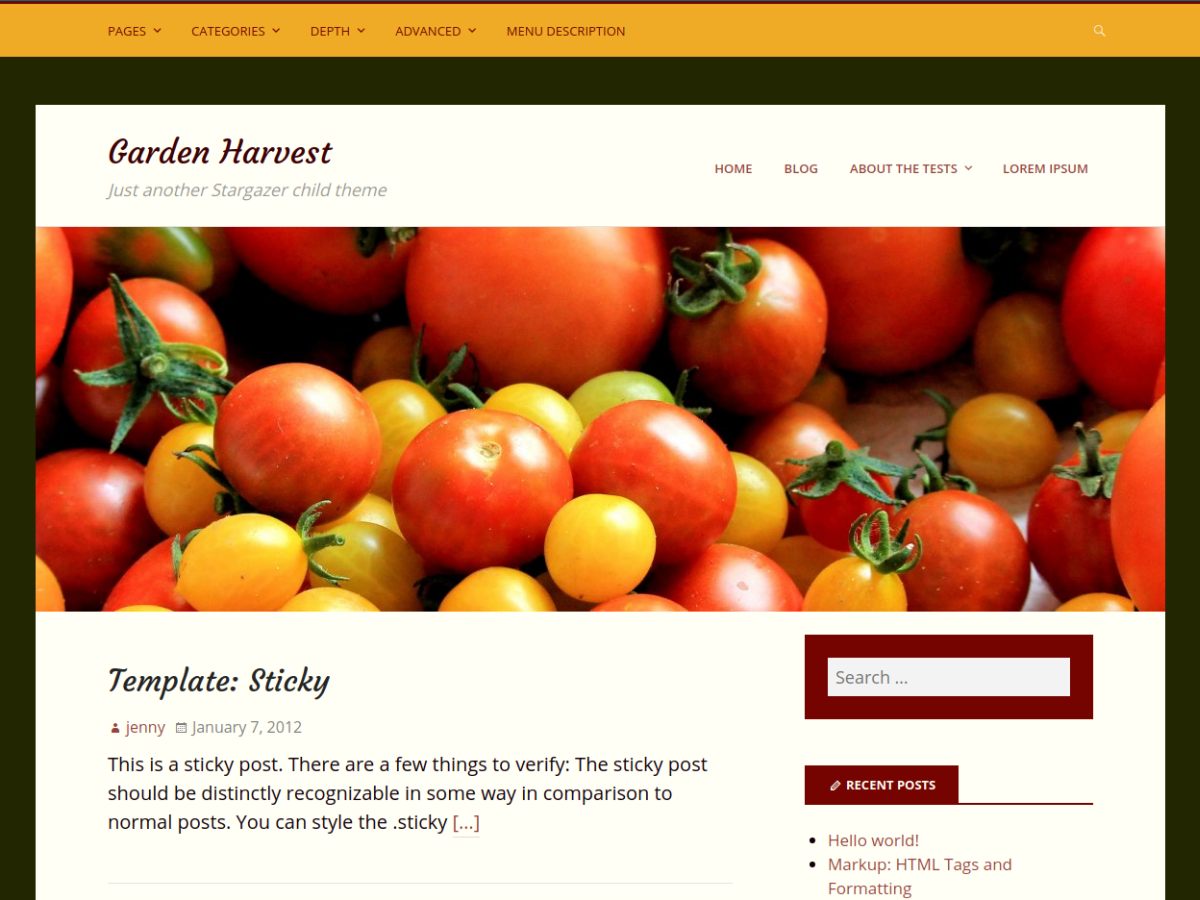 PAGES CATEGORIES DEPTH ADVANCED MENU DESCRIPTION
Garden Harvest
Just another Stargazer child theme
HOME BLOG ABOUT THE TESTS LOREM IPSUM
Template: Sticky
jenny January 7, 2012
This is a sticky post. There are a few things to verify: The sticky post
should be distinctly recognizable in some way in comparison to
normal posts. You can style the .sticky [...]
Search ...
RECENT POSTS
Hello world!
Markup: HTML Tags and
Formatting